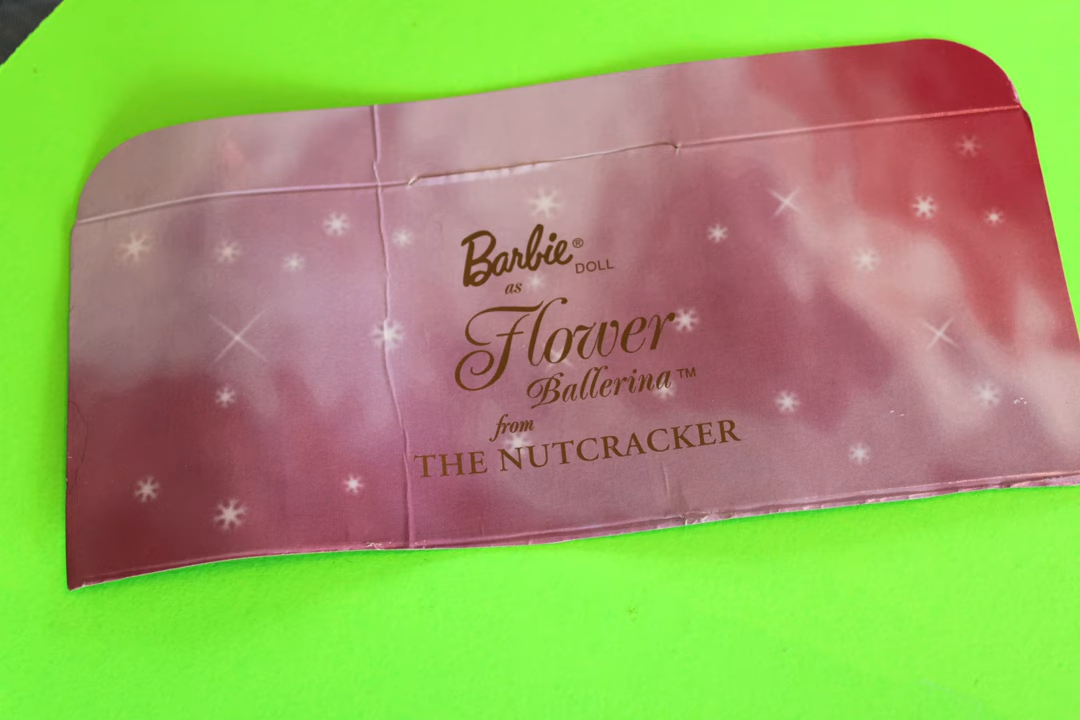 Barbie® DOLL
as
Flower
Ballerina™
from
THE NUTCRACKER